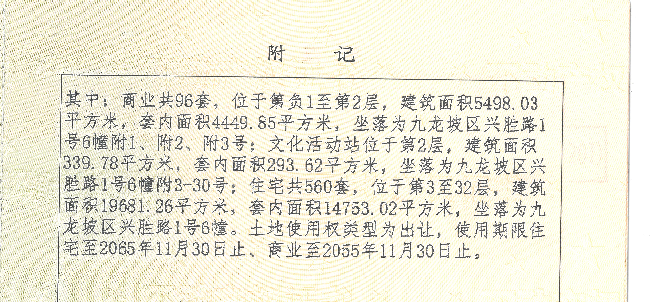 附 记
其中：商业共96套，位于第负1至第2层，建筑面积5498.03
平方米，套内面积4449.85平方米，坐落为九龙坡区兴胜路1
号6幢附1、附2、附3号；文化活动站位于第2层，建筑面积
339.78平方米，套内面积293.62平方米，坐落为九龙坡区兴
胜路1号6幢附3-30号；住宅共560套，位于第3至32层，建筑
面积19681.26平方米，套内面积14753.02平方米，坐落为九
龙坡区兴胜路1号6幢。土地使用权类型为出让，使用期限住
宅至2065年11月30日止、商业至2055年11月30日止。